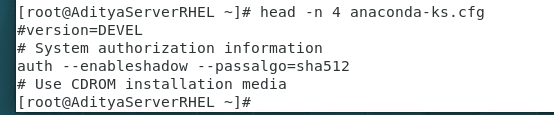 [root@AdityaServerRHEL ~]# head -n 4 anaconda-ks.cfg
#version=DEVEL
# System authorization information
auth --enableshadow --passalgo=sha512
# Use CDROM installation media
[root@AdityaServerRHEL ~]#